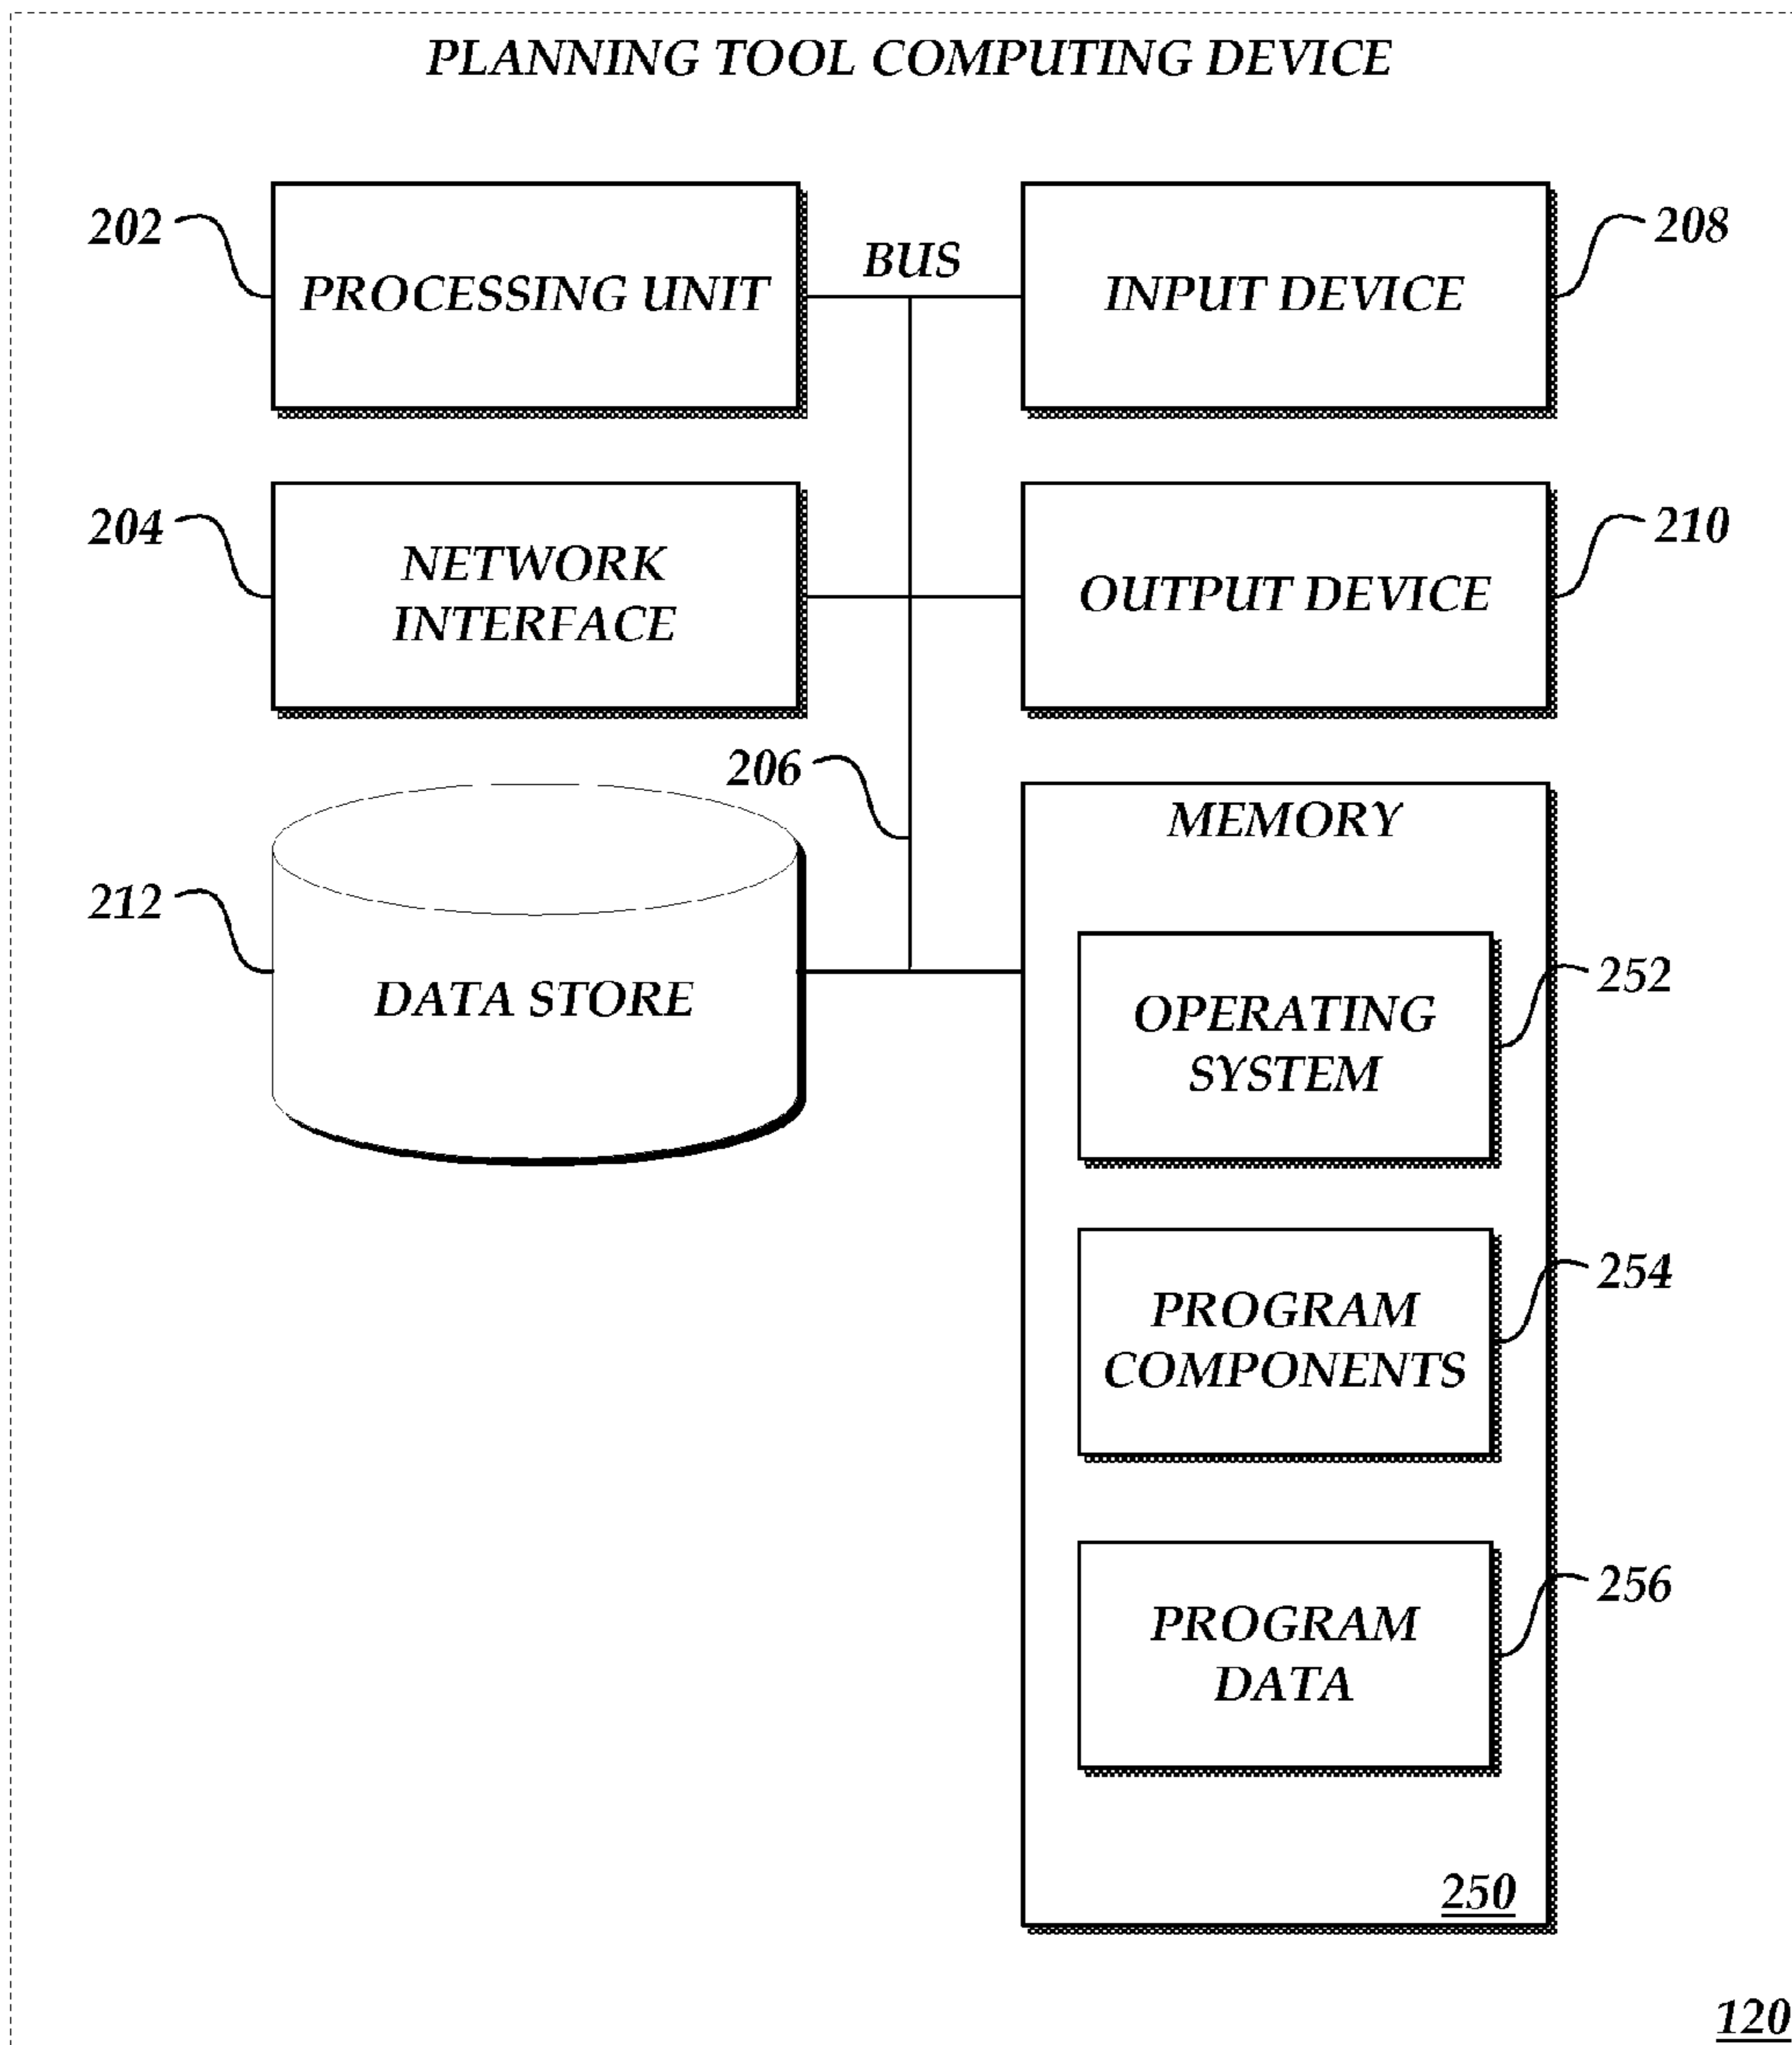 PLANNING TOOL COMPUTING DEVICE
202
PROCESSING UNIT
BUS
INPUT DEVICE
208
204
NETWORK
INTERFACE
OUTPUT DEVICE
210
206
212
DATA STORE
MEMORY
OPERATING
SYSTEM
252
PROGRAM
COMPONENTS
254
PROGRAM
DATA
256
250
120